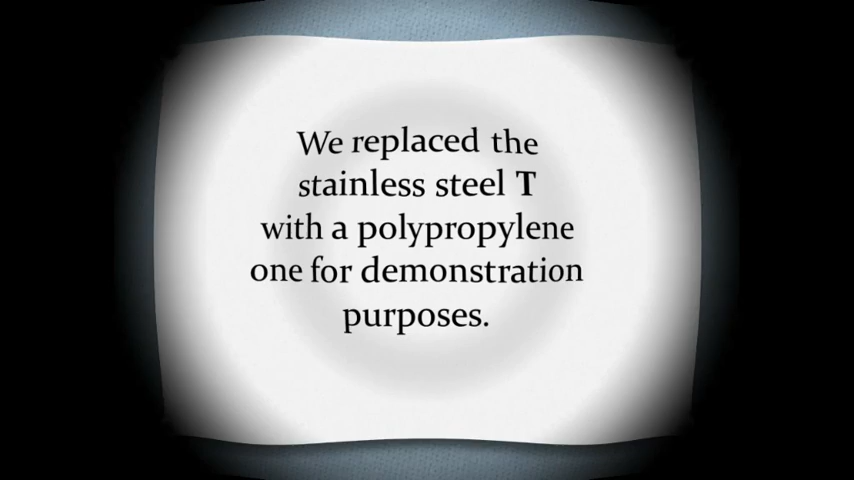 We replaced the
stainless steel T
with a polypropylene
one for demonstration
purposes.